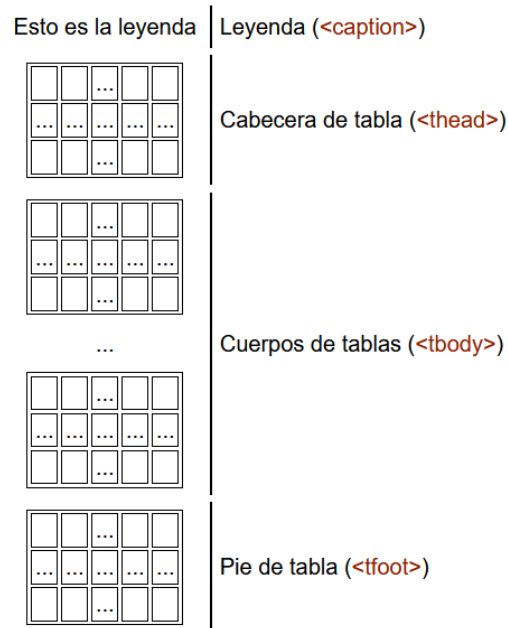 Esto es la leyenda Leyenda (<caption>)
...
... ... ... ... ...
...
Cabecera de tabla (<thead>)
...
... ... ... ... ...
...
...
Cuerpos de tablas (<tbody>)
...
... ... ... ... ...
...
...
... ... ... ... ...
...
Pie de tabla (<tfoot>)